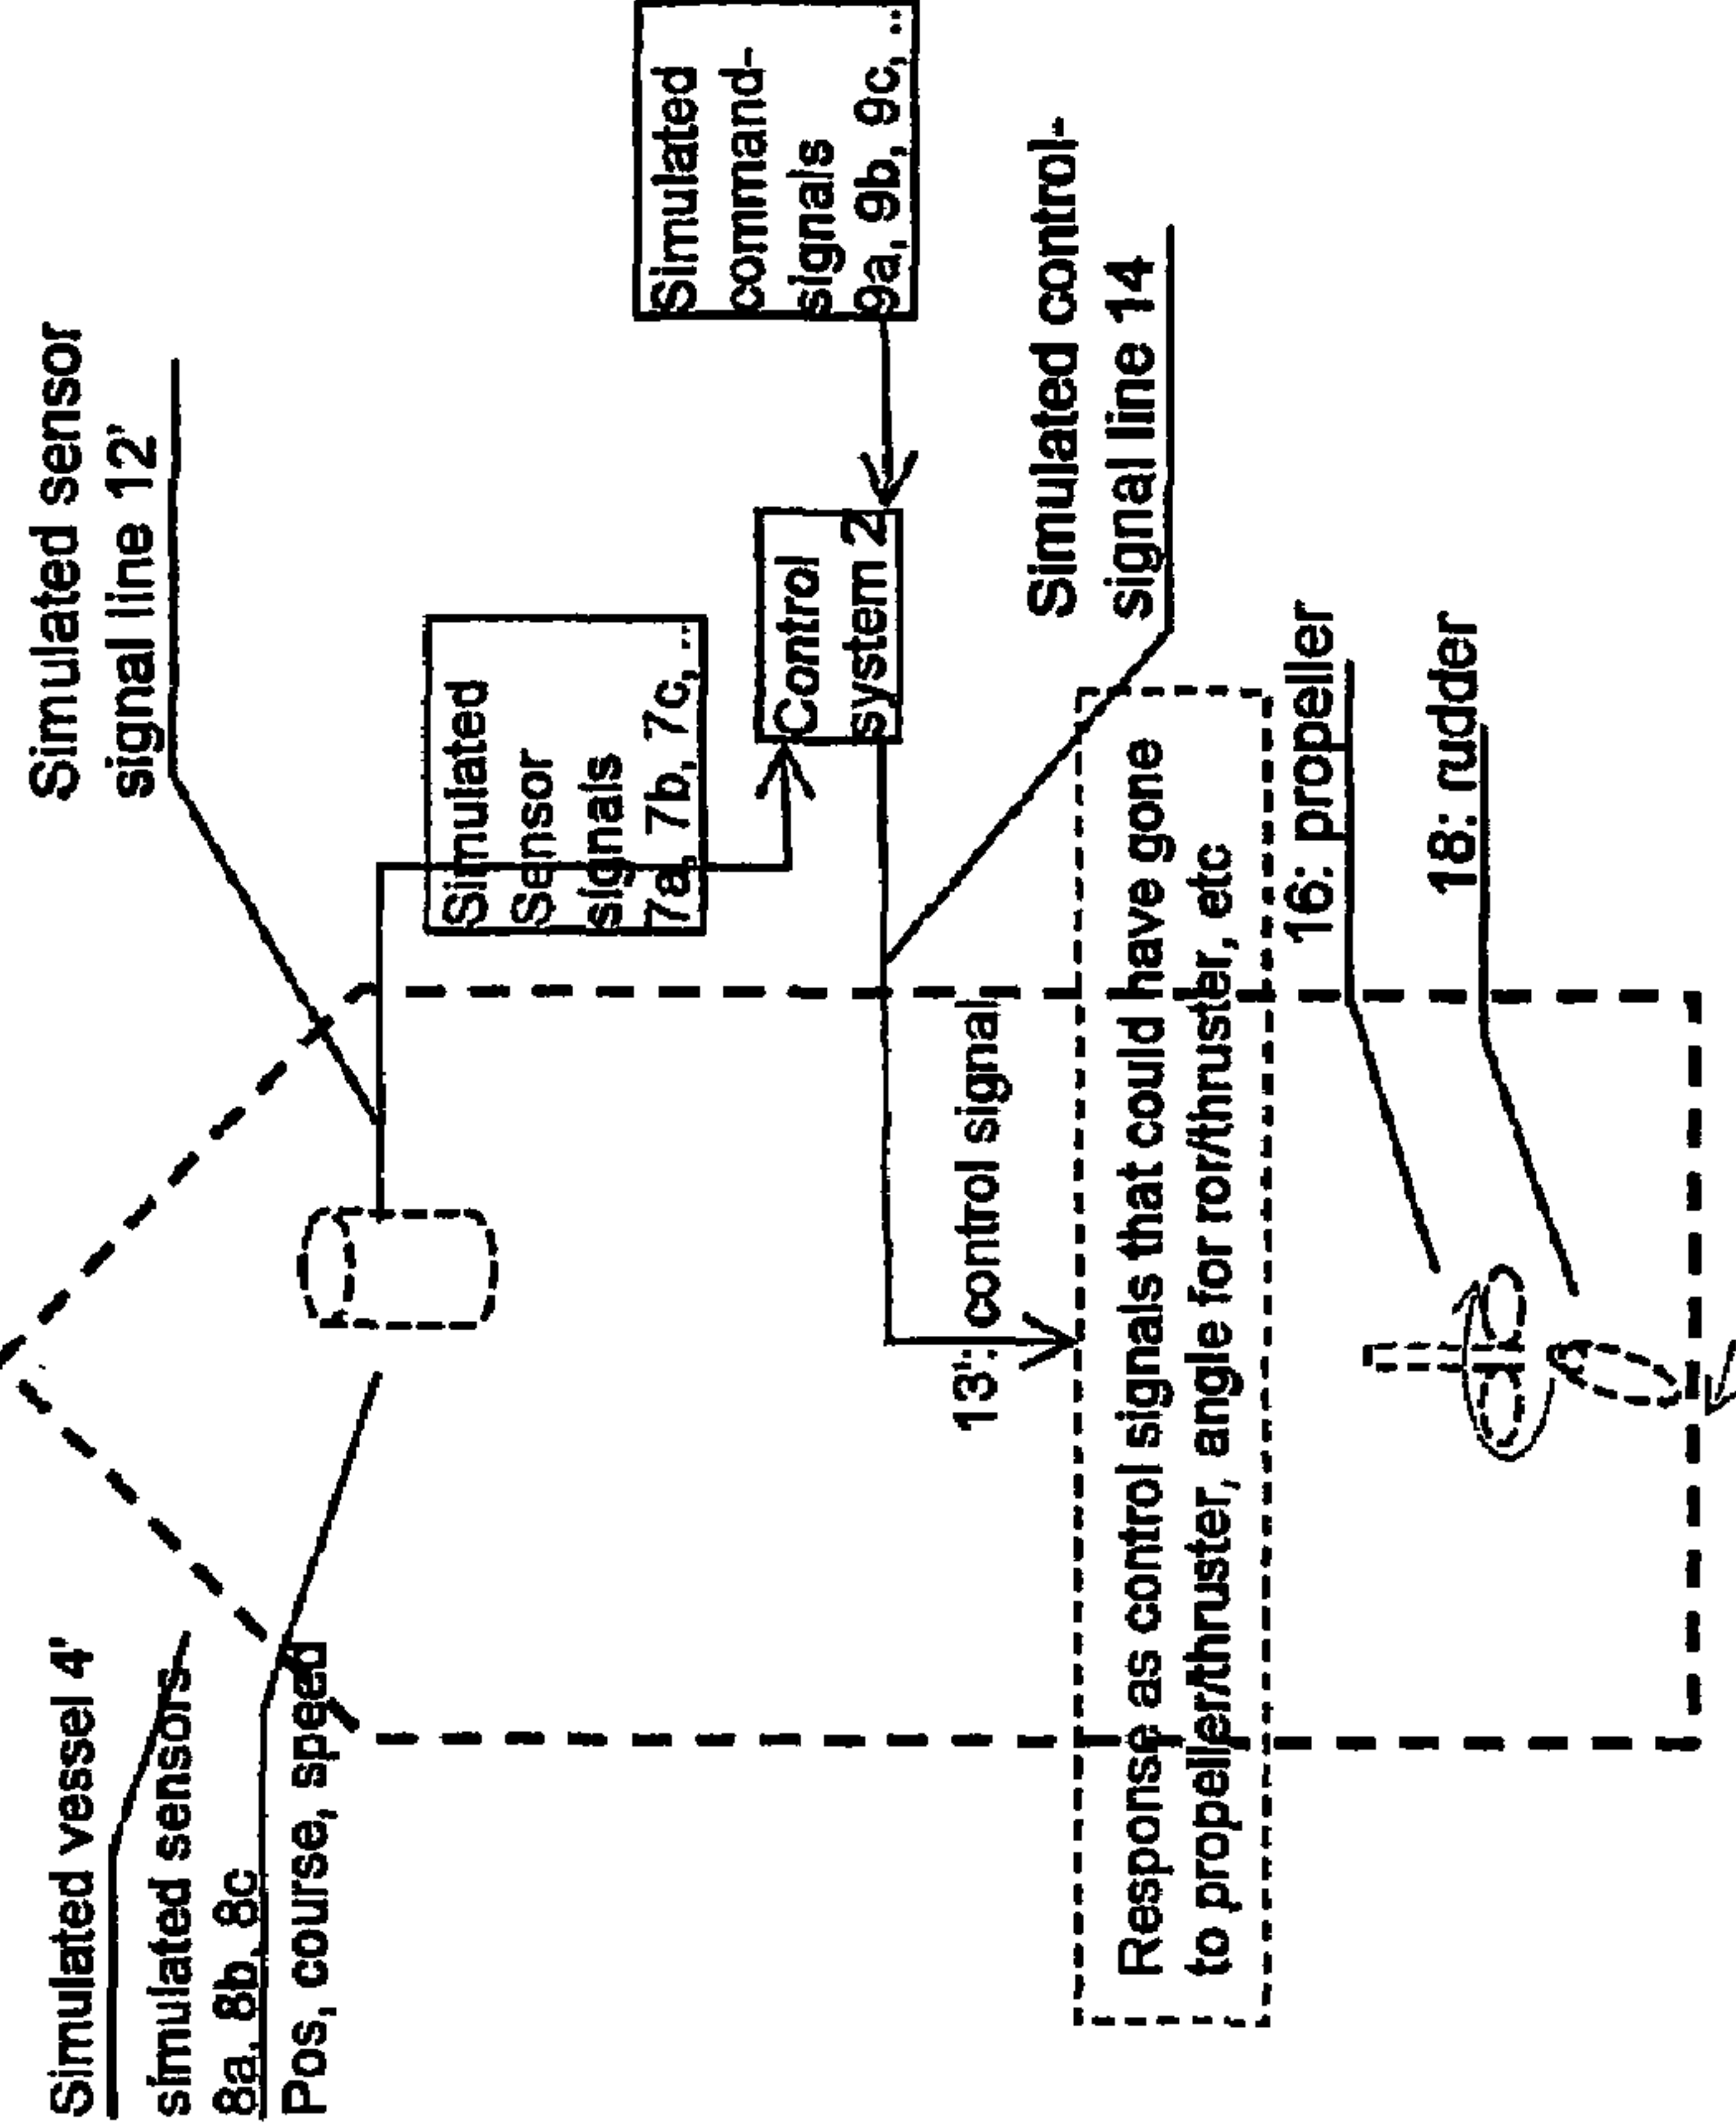 Simulated vessel 4'
simulated sensors
8a, 8b, 8c
Pos, course, speed
Simulated sensor
signal line 12'
Simulated
Sensor
signals
7a, 7b, 7c,..
Control
system 2
Simulated
command-
signals
9a, 9b, 9c,..
13': control signal
Simulated control-
signal line 14
Response as control signals that could have gone
to propeller/thruster, angle for ror/thruster, etc
16: propeller
18: rudder